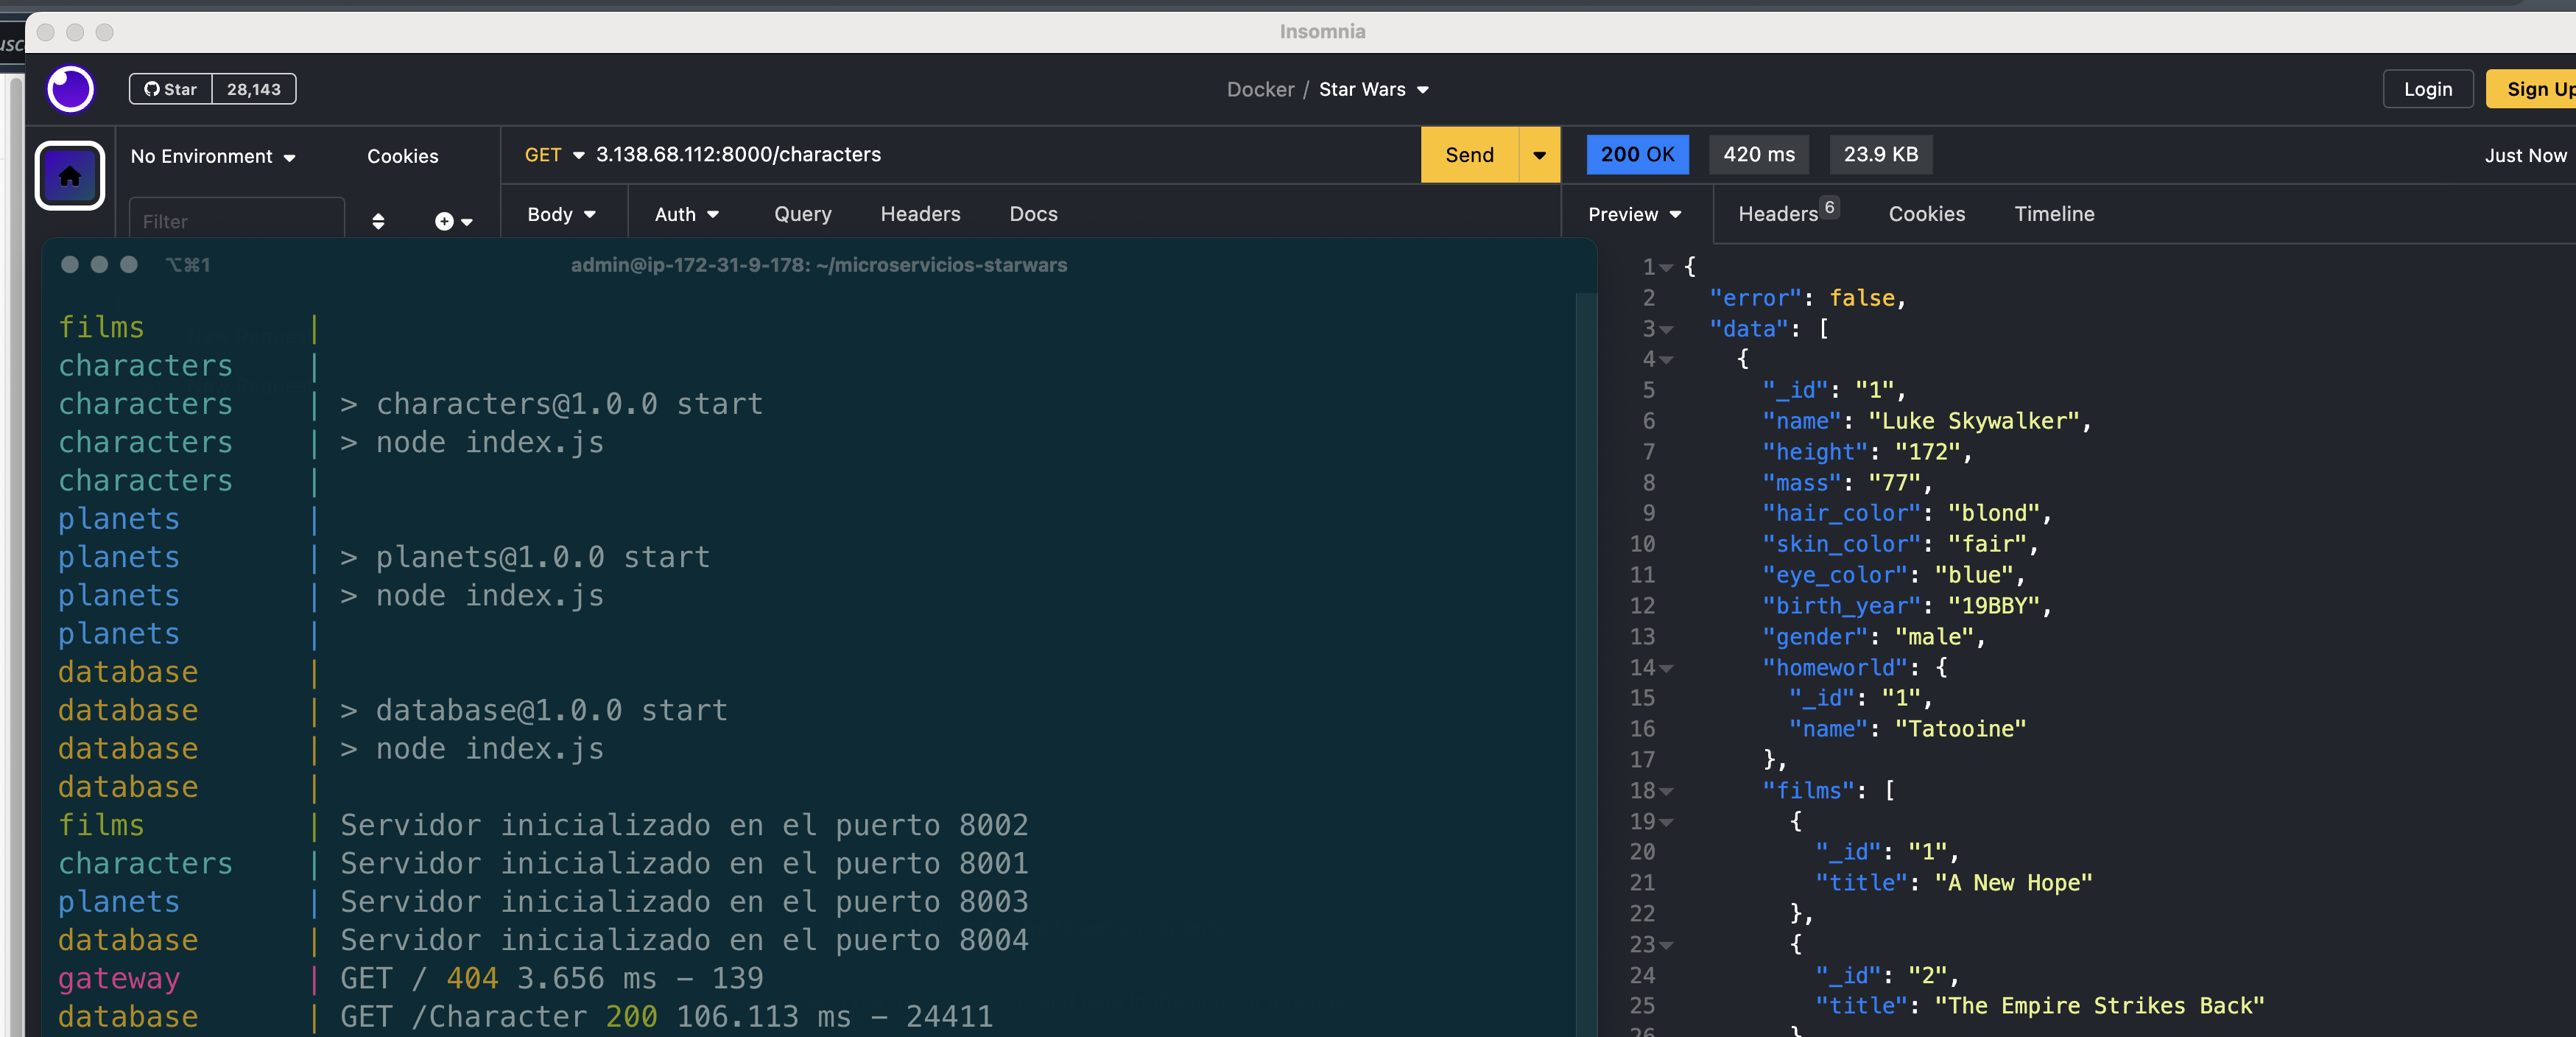 usc
Insomnia
Star 28,143
Docker / Star Wars
Login
Sign Up
No Environment
Cookies
GET 3.138.68.112:8000/characters
Send
200 OK
420 ms
23.9 KB
Just Now
Filter
Body
Auth
Query
Headers
Docs
Preview
Headers 6
Cookies
Timeline
⌥⌘1
admin@ip-172-31-9-178: ~/microservicios-starwars
films |
characters |
characters | > characters@1.0.0 start
characters | > node index.js
characters |
planets |
planets | > planets@1.0.0 start
planets | > node index.js
planets |
database |
database | > database@1.0.0 start
database | > node index.js
database |
films | Servidor inicializado en el puerto 8002
characters | Servidor inicializado en el puerto 8001
planets | Servidor inicializado en el puerto 8003
database | Servidor inicializado en el puerto 8004
gateway | GET / 404 3.656 ms - 139
database | GET /Character 200 106.113 ms - 24411
1 {
2 "error": false,
3 "data": [
4 {
5 "_id": "1",
6 "name": "Luke Skywalker",
7 "height": "172",
8 "mass": "77",
9 "hair_color": "blond",
10 "skin_color": "fair",
11 "eye_color": "blue",
12 "birth_year": "19BBY",
13 "gender": "male",
14 "homeworld": {
15 "_id": "1",
16 "name": "Tatooine"
17 },
18 "films": [
19 {
20 "_id": "1",
21 "title": "A New Hope"
22 },
23 {
24 "_id": "2",
25 "title": "The Empire Strikes Back"
26 }